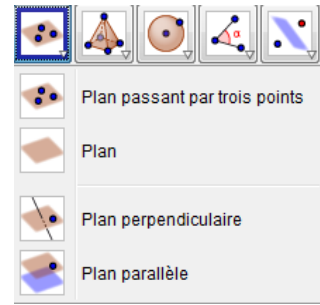 α
Plan passant par trois points
Plan
Plan perpendiculaire
Plan parallèle